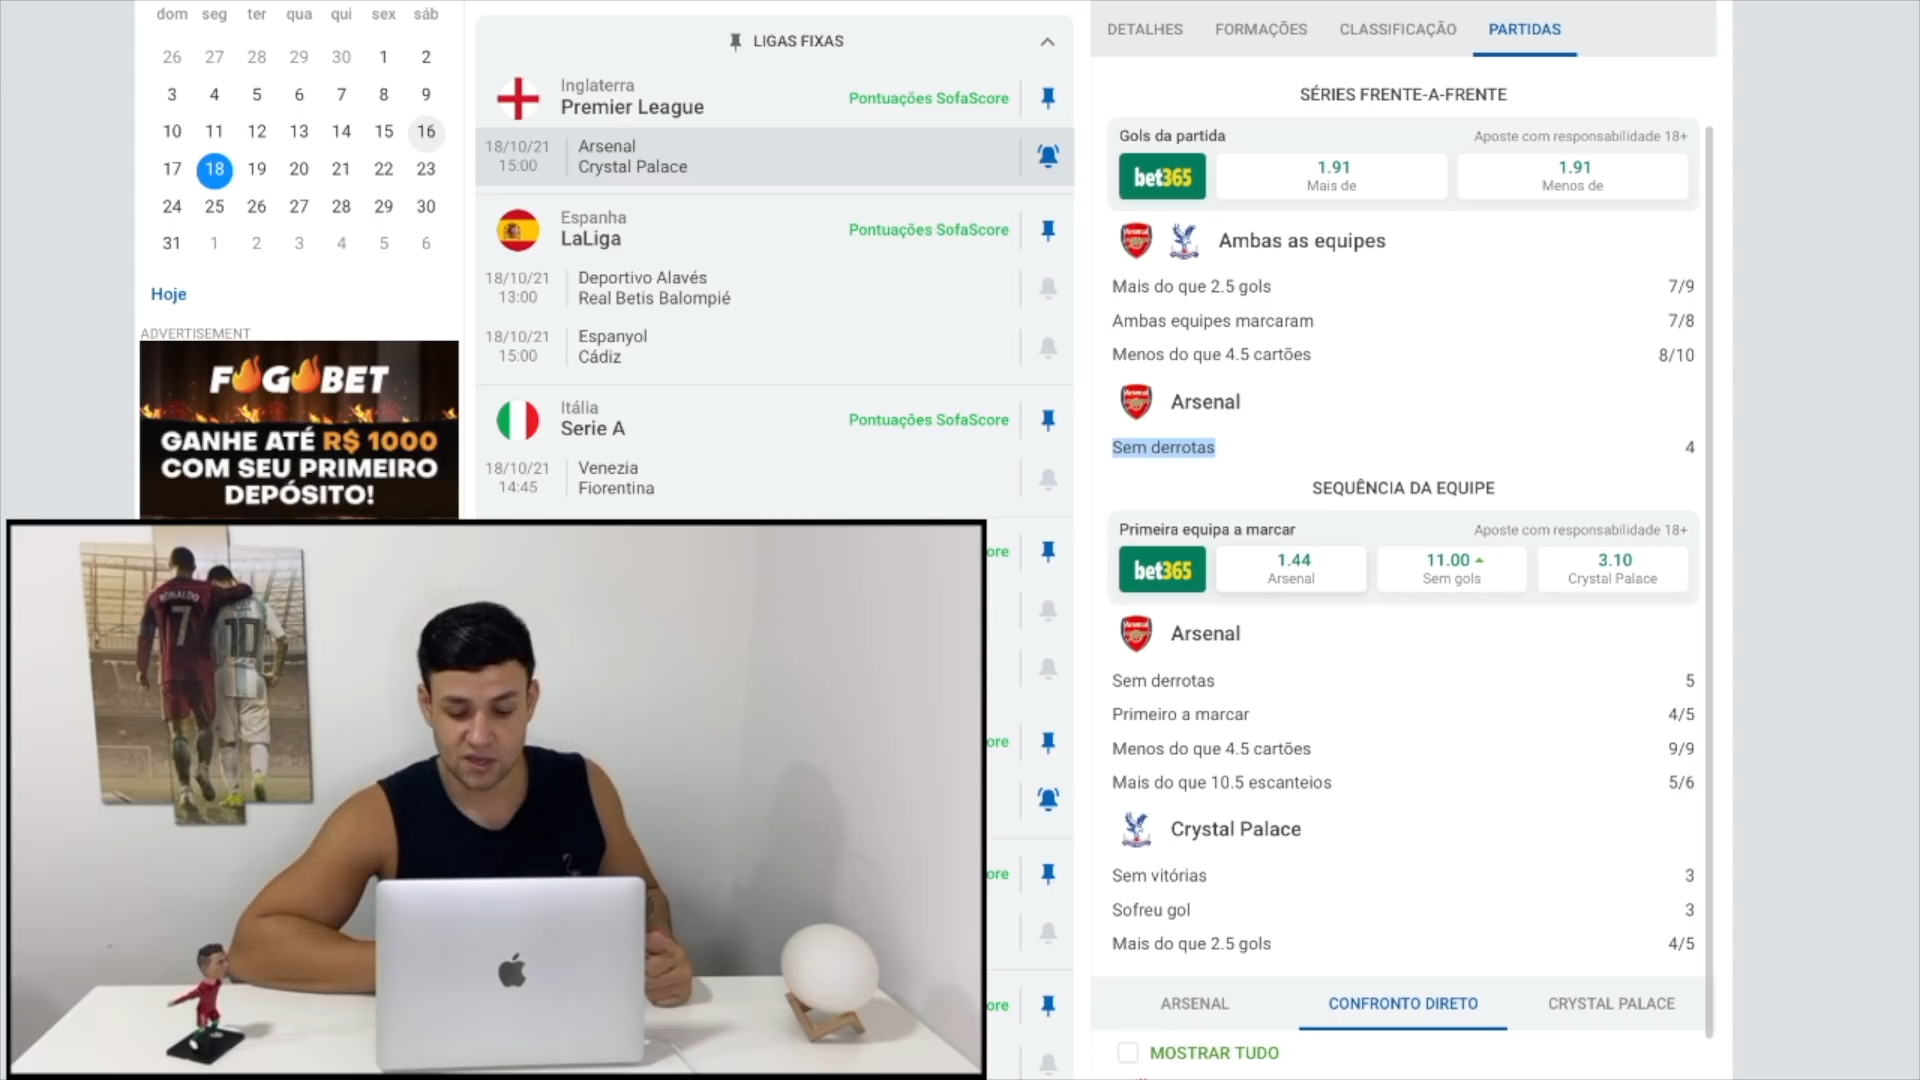 dom seg ter qua qui sex sáb
26 27 28 29 30 1 2
3 4 5 6 7 8 9
10 11 12 13 14 15 16
17 18 19 20 21 22 23
24 25 26 27 28 29 30
31 1 2 3 4 5 6
Hoje
ADVERTISEMENT
FOGOBET
GANHE ATÉ R$ 1000
COM SEU PRIMEIRO
DEPÓSITO!
LIGAS FIXAS
Inglaterra
Premier League
Pontuações SofaScore
18/10/21
15:00
Arsenal
Crystal Palace
Espanha
LaLiga
Pontuações SofaScore
18/10/21
13:00
Deportivo Alavés
Real Betis Balompié
18/10/21
15:00
Espanyol
Cádiz
Itália
Serie A
Pontuações SofaScore
18/10/21
14:45
Venezia
Fiorentina
ore
ore
ore
ore
RONALDO
7
10
DETALHES FORMAÇÕES CLASSIFICAÇÃO PARTIDAS
SÉRIES FRENTE-A-FRENTE
Gols da partida Aposte com responsabilidade 18+
bet365
1.91
Mais de
1.91
Menos de
Ambas as equipes
Mais do que 2.5 gols 7/9
Ambas equipes marcaram 7/8
Menos do que 4.5 cartões 8/10
Arsenal
Arsenal
Sem derrotas 4
SEQUÊNCIA DA EQUIPE
Primeira equipa a marcar Aposte com responsabilidade 18+
bet365
1.44
Arsenal
11.00
Sem gols
3.10
Crystal Palace
Arsenal
Sem derrotas 5
Primeiro a marcar 4/5
Menos do que 4.5 cartões 9/9
Mais do que 10.5 escanteios 5/6
Crystal Palace
Sem vitórias 3
Sofreu gol 3
Mais do que 2.5 gols 4/5
ARSENAL CONFRONTO DIRETO CRYSTAL PALACE
MOSTRAR TUDO